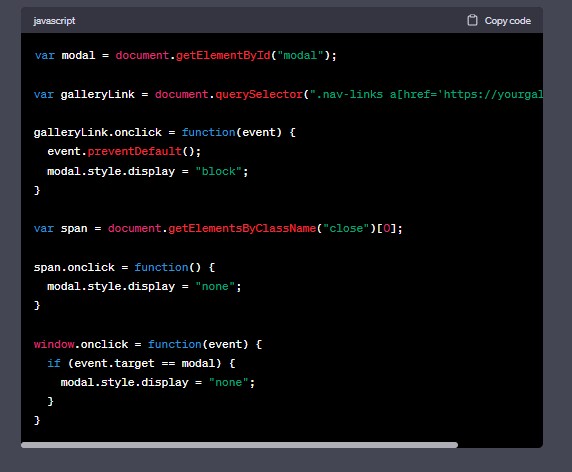 javascript
Copy code
var modal = document.getElementById("modal");
var galleryLink = document.querySelector(".nav-links a[href='https://yourgal
galleryLink.onclick = function(event) {
event.preventDefault();
modal.style.display = "block";
}
var span = document.getElementsByClassName("close")[0];
span.onclick = function() {
modal.style.display = "none";
}
window.onclick = function(event) {
if (event.target == modal) {
modal.style.display = "none";
}
}